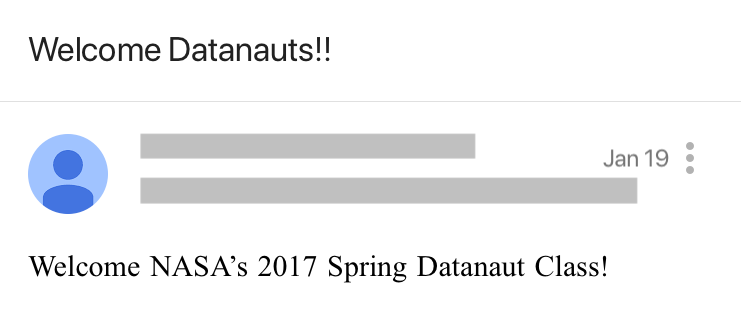 Welcome Datanauts!!
Jan 19
Welcome NASA’s 2017 Spring Datanaut Class!